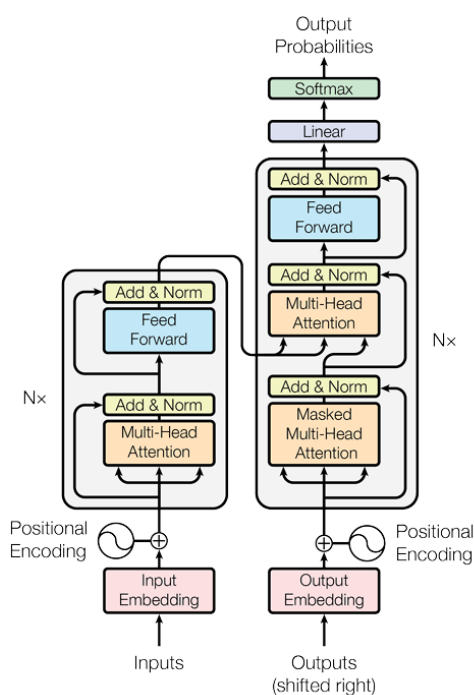 Output
Probabilities
Softmax
Linear
Add & Norm
Feed
Forward
Add & Norm
Multi-Head
Attention
Add & Norm
Masked
Multi-Head
Attention
Nx
Add & Norm
Feed
Forward
Nx
Add & Norm
Multi-Head
Attention
Positional
Encoding
Positional
Encoding
Input
Embedding
Output
Embedding
Inputs
Outputs
(shifted right)